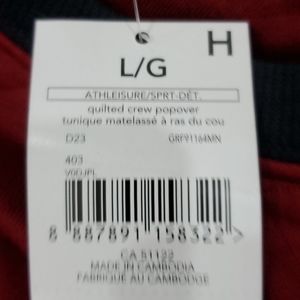 H
L/G
ATHLEISURE/SPRT-DÉT.
quilted crew popover
tunique matelassé à ras du cou
D23 GRF91164MN
403
V0DJPL
8 887891 158322 >
CA 51122
MADE IN CAMBODIA
FABRIQUÉ AU CAMBODGE